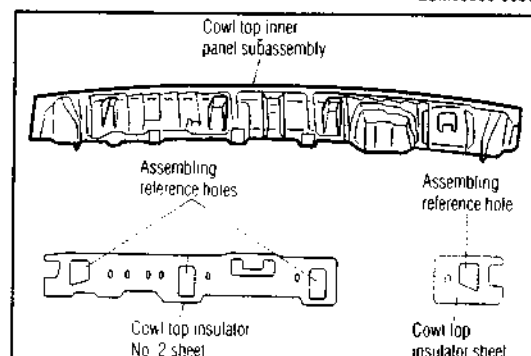 Cowl top inner
panel subassembly
Assembling
reference holes
Assembling
reference hole
Cowl top insulator
No. 2 sheet
Cowl top
insulator sheet